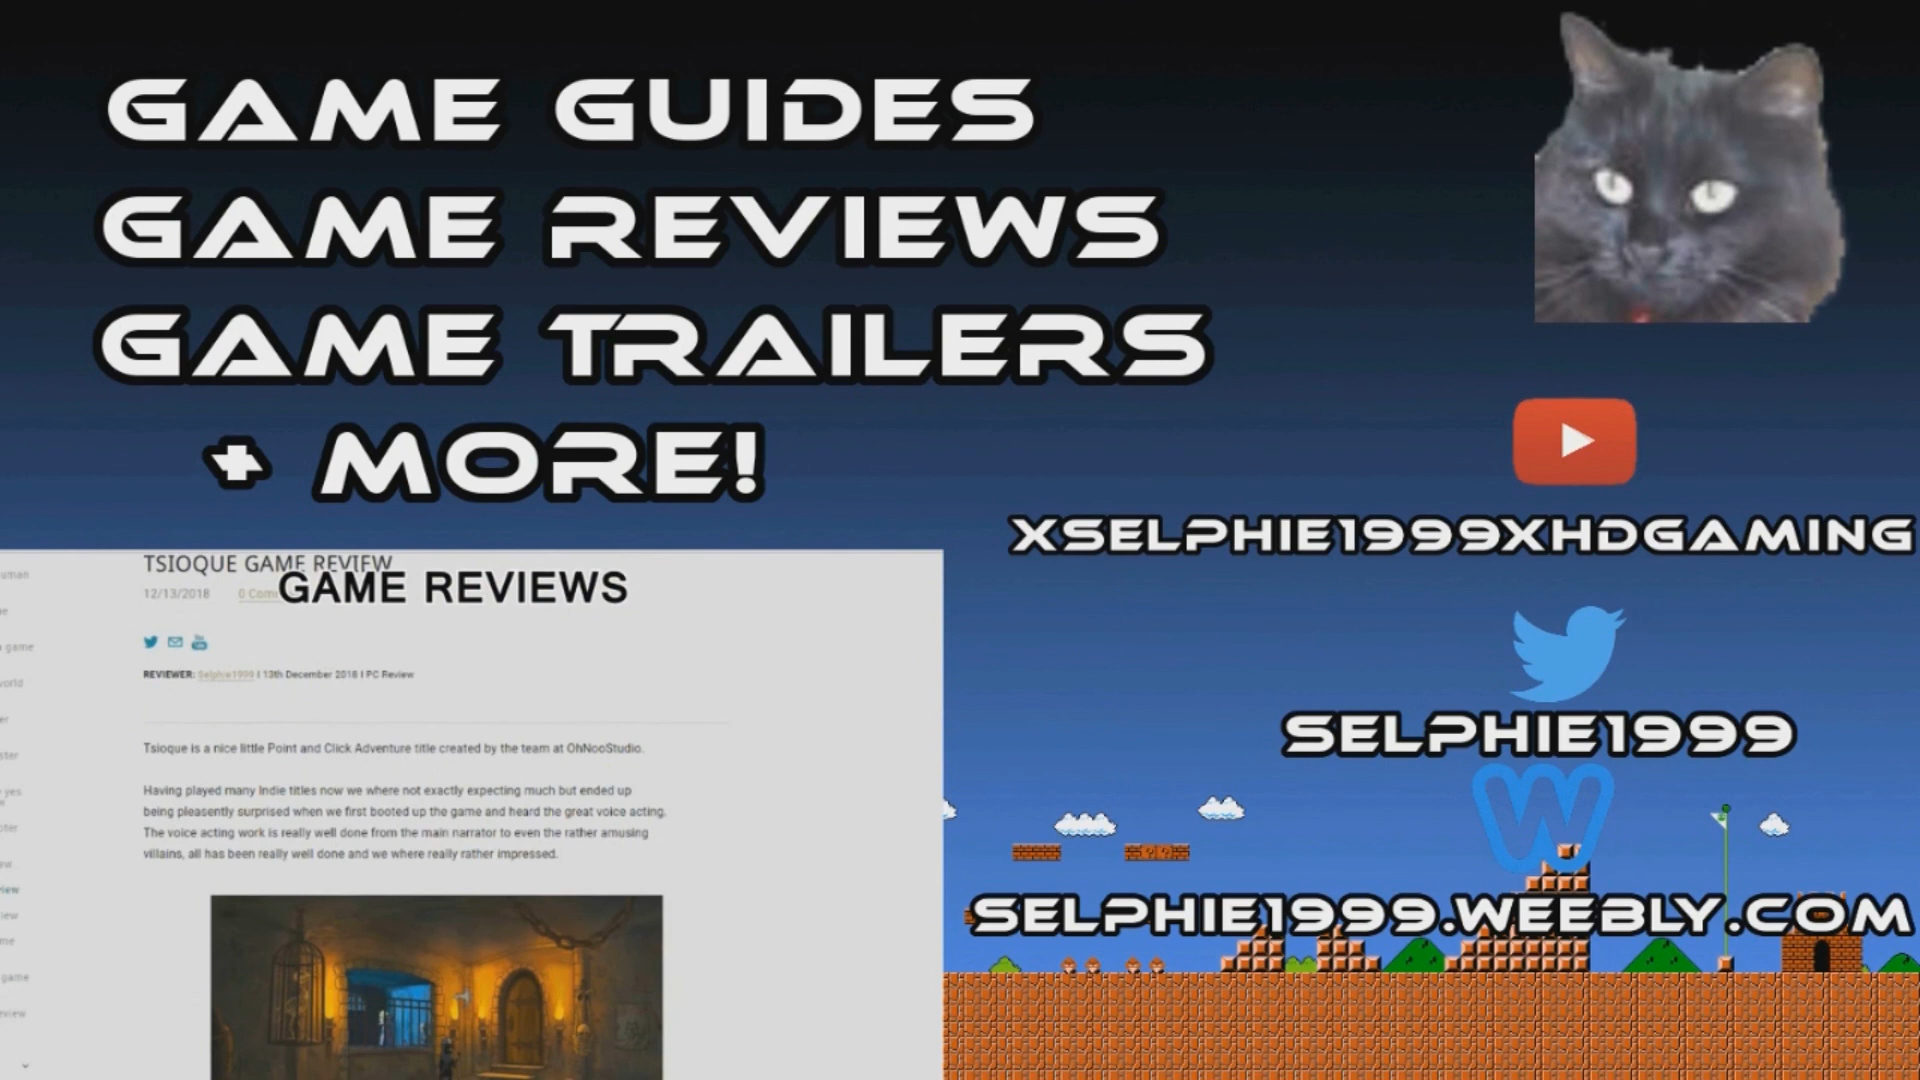 GAME GUIDES
GAME REVIEWS
GAME TRAILERS
+ MORE!
XSELPHIE1999XHDGAMING
SELPHIE1999
SELPHIE1999.WEEBLY.COM
TSIOQUE GAME REVIEW
GAME REVIEWS
12/13/2018 0
REVIEWER: Selphie1999 I 13th December 2018 I PC Review
Tsioque is a nice little Point and Click Adventure title created by the team at OhNooStudio.
Having played many Indie titles now we where not exactly expecting much but ended up
being pleasently surprised when we first booted up the game and heard the great voice acting.
The voice acting work is really well done from the main narrator to even the rather amusing
villains, all has been really well done and we where really rather impressed.
game
game